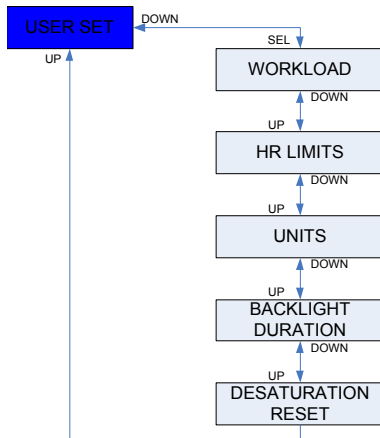 USER SET
DOWN
UP
SEL
WORKLOAD
DOWN
UP
HR LIMITS
DOWN
UP
UNITS
DOWN
UP
BACKLIGHT
DURATION
DOWN
UP
DESATURATION
RESET